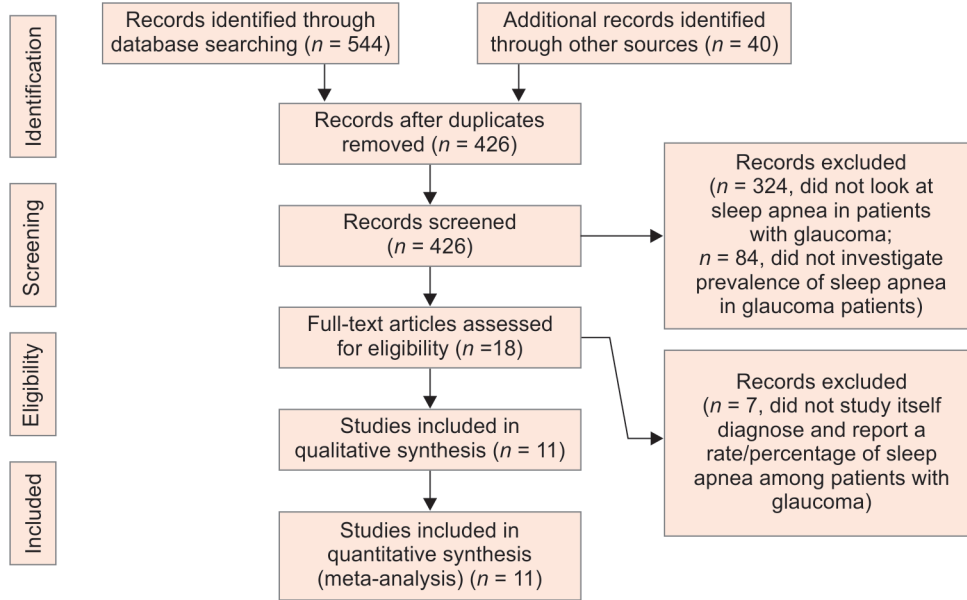 Identification
Records identified through
database searching (n = 544)
Additional records identified
through other sources (n = 40)
Records after duplicates
removed (n = 426)
Screening
Records screened
(n = 426)
Records excluded
(n = 324, did not look at
sleep apnea in patients
with glaucoma;
n = 84, did not investigate
prevalence of sleep apnea
in glaucoma patients)
Eligibility
Full-text articles assessed
for eligibility (n =18)
Records excluded
(n = 7, did not study itself
diagnose and report a
rate/percentage of sleep
apnea among patients with
glaucoma)
Studies included in
qualitative synthesis (n = 11)
Included
Studies included in
quantitative synthesis
(meta-analysis) (n = 11)